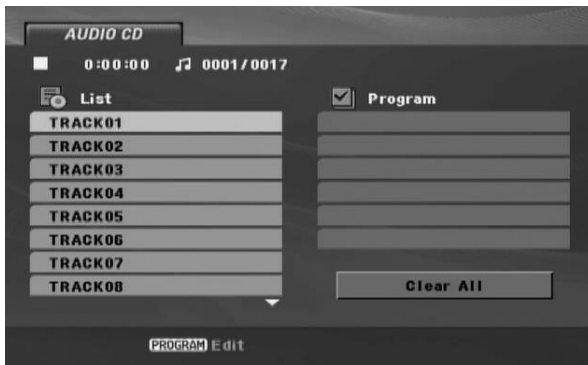 AUDIO CD
0:00:00 0001/0017
List
TRACK01
TRACK02
TRACK03
TRACK04
TRACK05
TRACK06
TRACK07
TRACK08
Program
Clear All
PROGRAM Edit